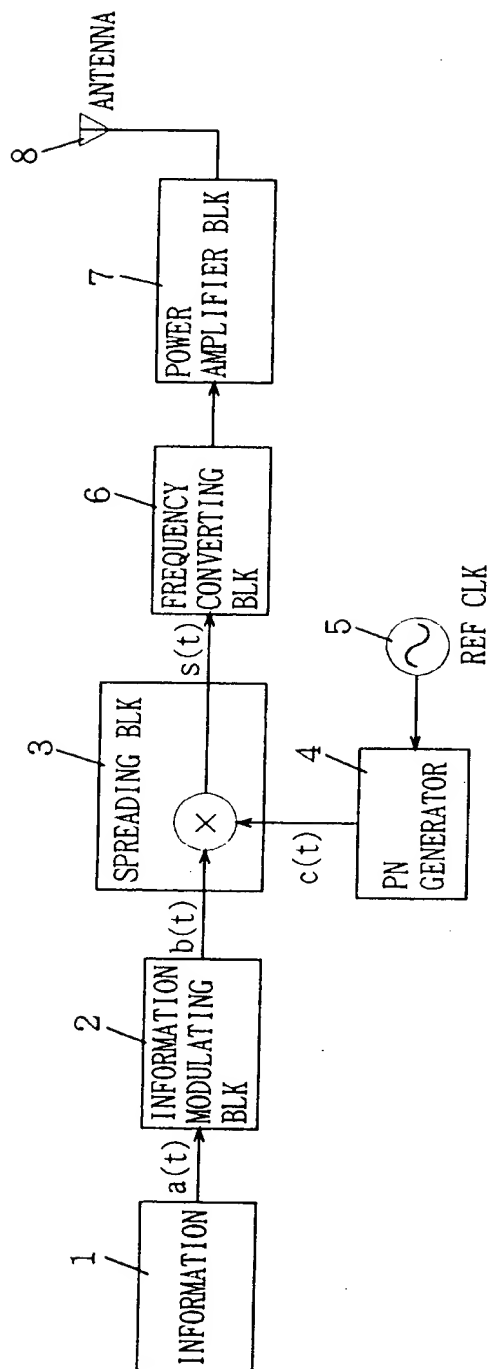 1
INFORMATION
a(t)
2
INFORMATION
MODULATING
BLK
b(t)
3
SPREADING BLK
×
c(t)
4
PN
GENERATOR
5
REF CLK
s(t)
6
FREQUENCY
CONVERTING
BLK
7
POWER
AMPLIFIER BLK
8
ANTENNA